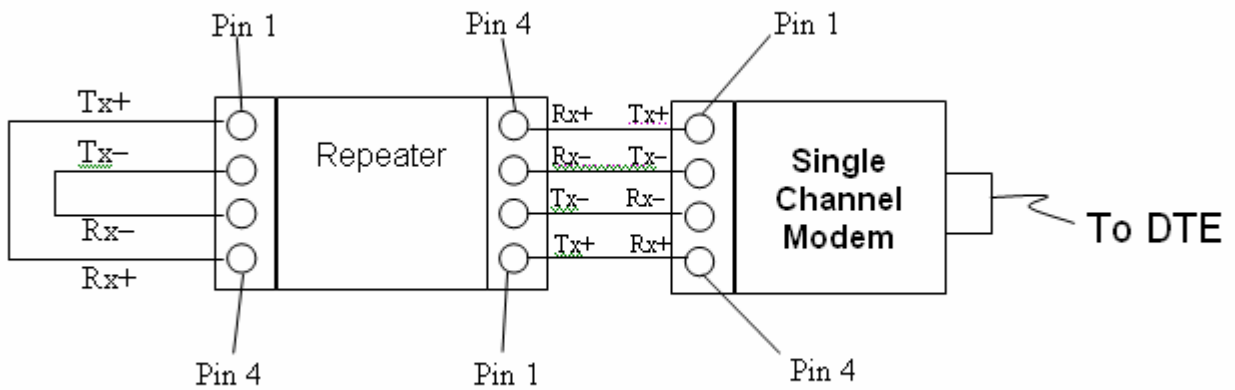 Pin 1
Pin 4
Pin 1
Tx+
Tx–
Rx–
Rx+
Repeater
Rx+ Tx+
Rx– Tx–
Tx– Rx–
Tx+ Rx+
Single
Channel
Modem
To DTE
Pin 4
Pin 1
Pin 4